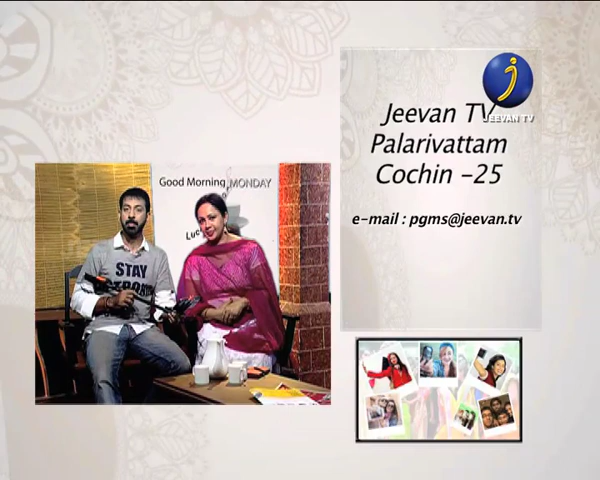 Jeevan TV
Palarivattam
Cochin -25
e-mail : pgms@jeevan.tv
j
JEEVAN TV
Good Morning, MONDAY
STAY